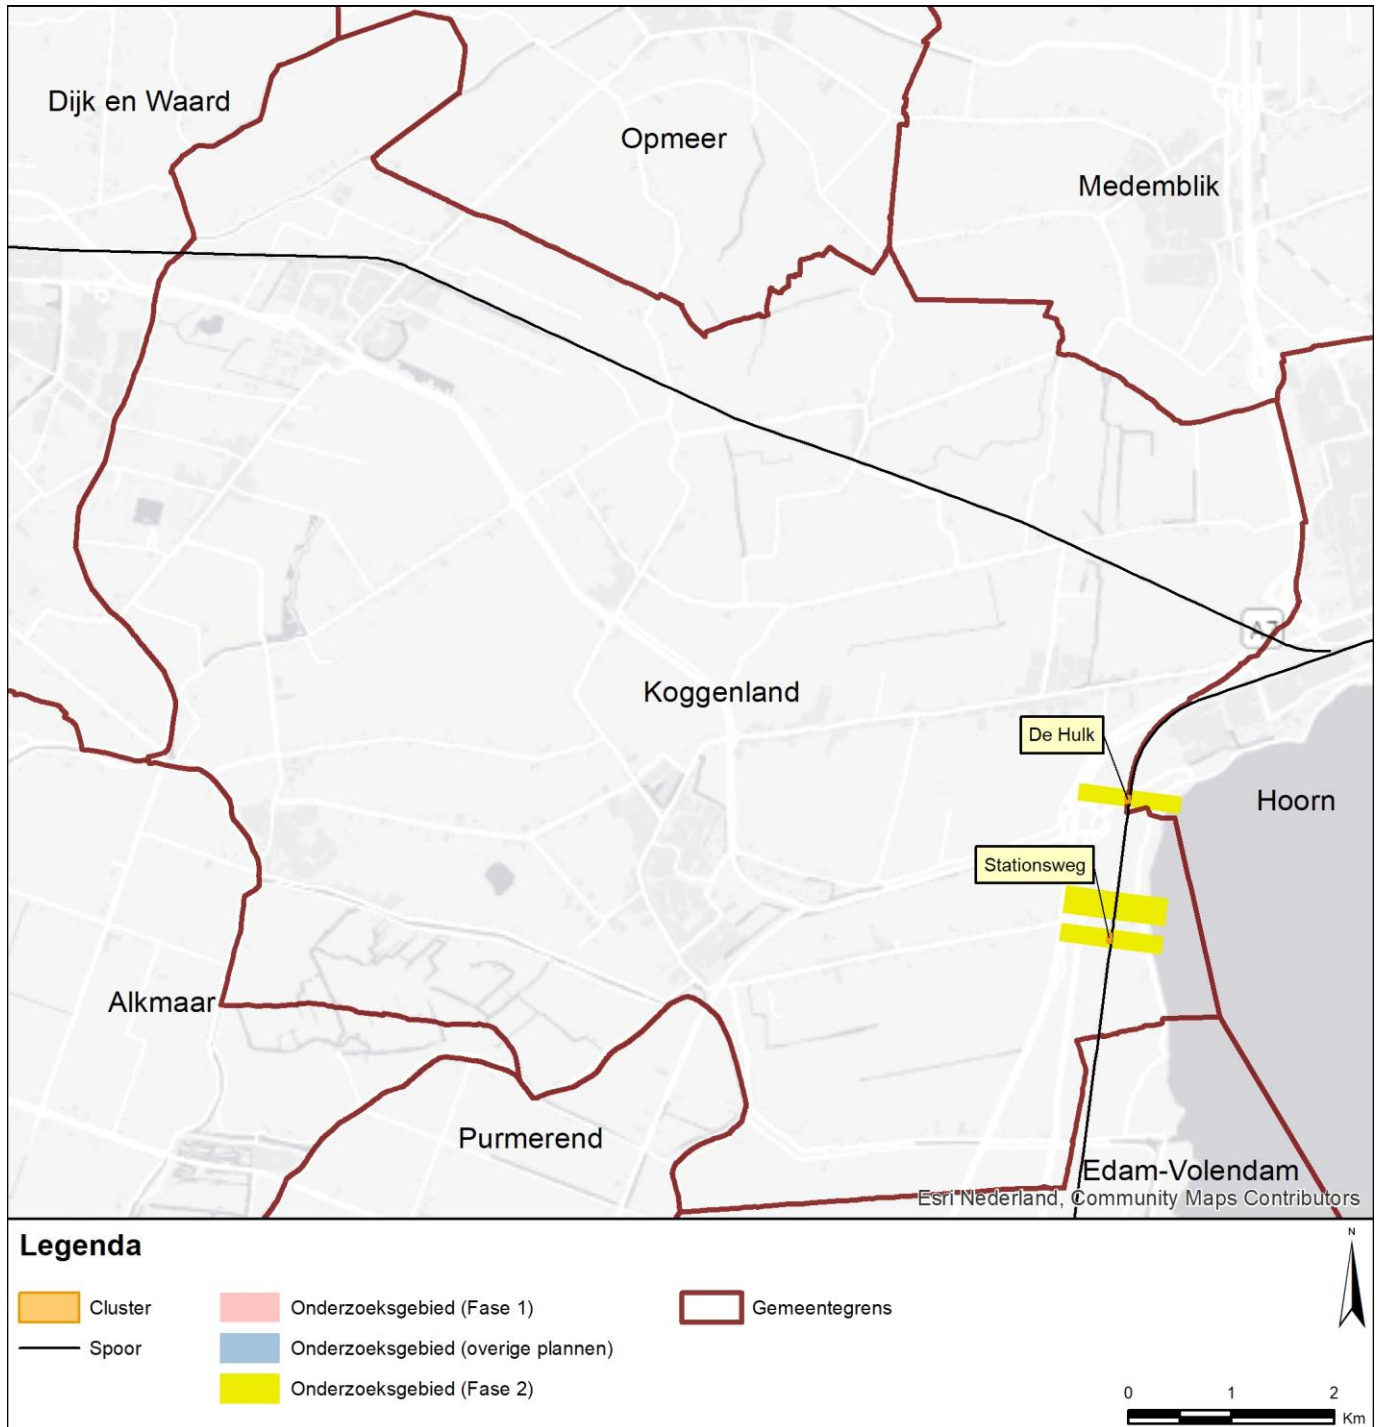 Dijk en Waard
Opmeer
Medemblik
A7
Koggenland
De Hulk
Hoorn
Stationsweg
Alkmaar
Purmerend
Edam-Volendam
Esri Nederland, Community Maps Contributors
Legenda
N
Cluster
Onderzoeksgebied (Fase 1)
Gemeentegrens
Spoor
Onderzoeksgebied (overige plannen)
Onderzoeksgebied (Fase 2)
0 1 2
Km